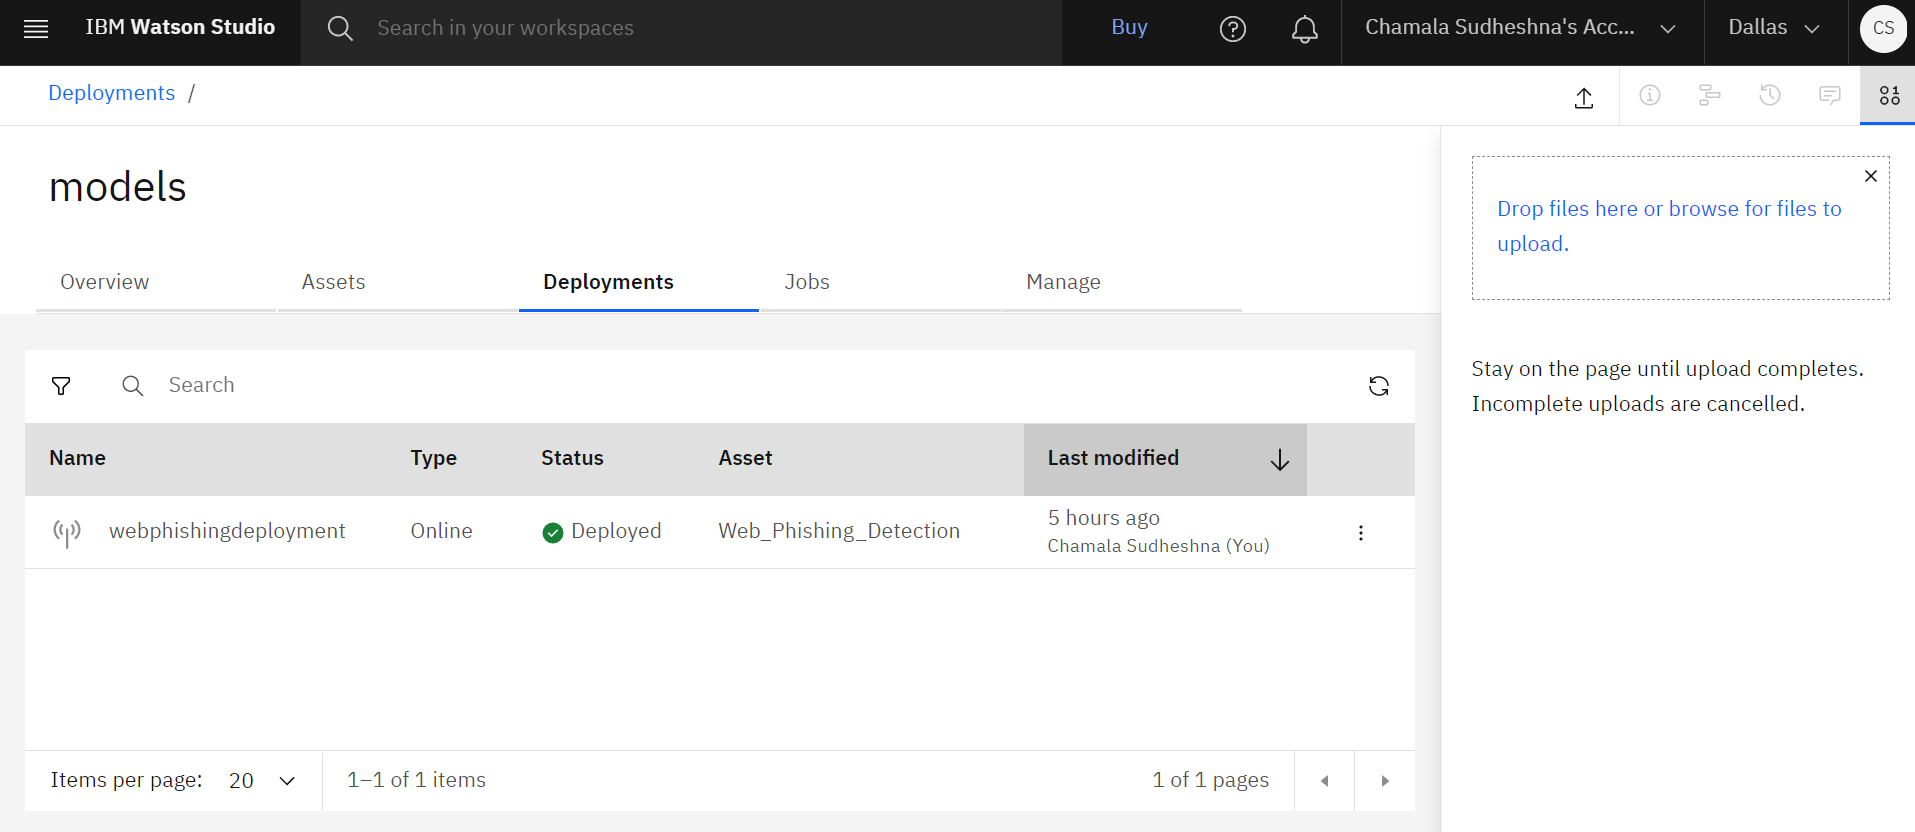 IBM Watson Studio
Search in your workspaces
Buy
Chamala Sudheshna's Acc...
Dallas
CS
Deployments /
models
Overview
Assets
Deployments
Jobs
Manage
Search
Name Type Status Asset Last modified
webphishingdeployment Online Deployed Web_Phishing_Detection 5 hours ago
Chamala Sudheshna (You)
Items per page: 20
1–1 of 1 items
1 of 1 pages
Drop files here or browse for files to
upload.
Stay on the page until upload completes.
Incomplete uploads are cancelled.